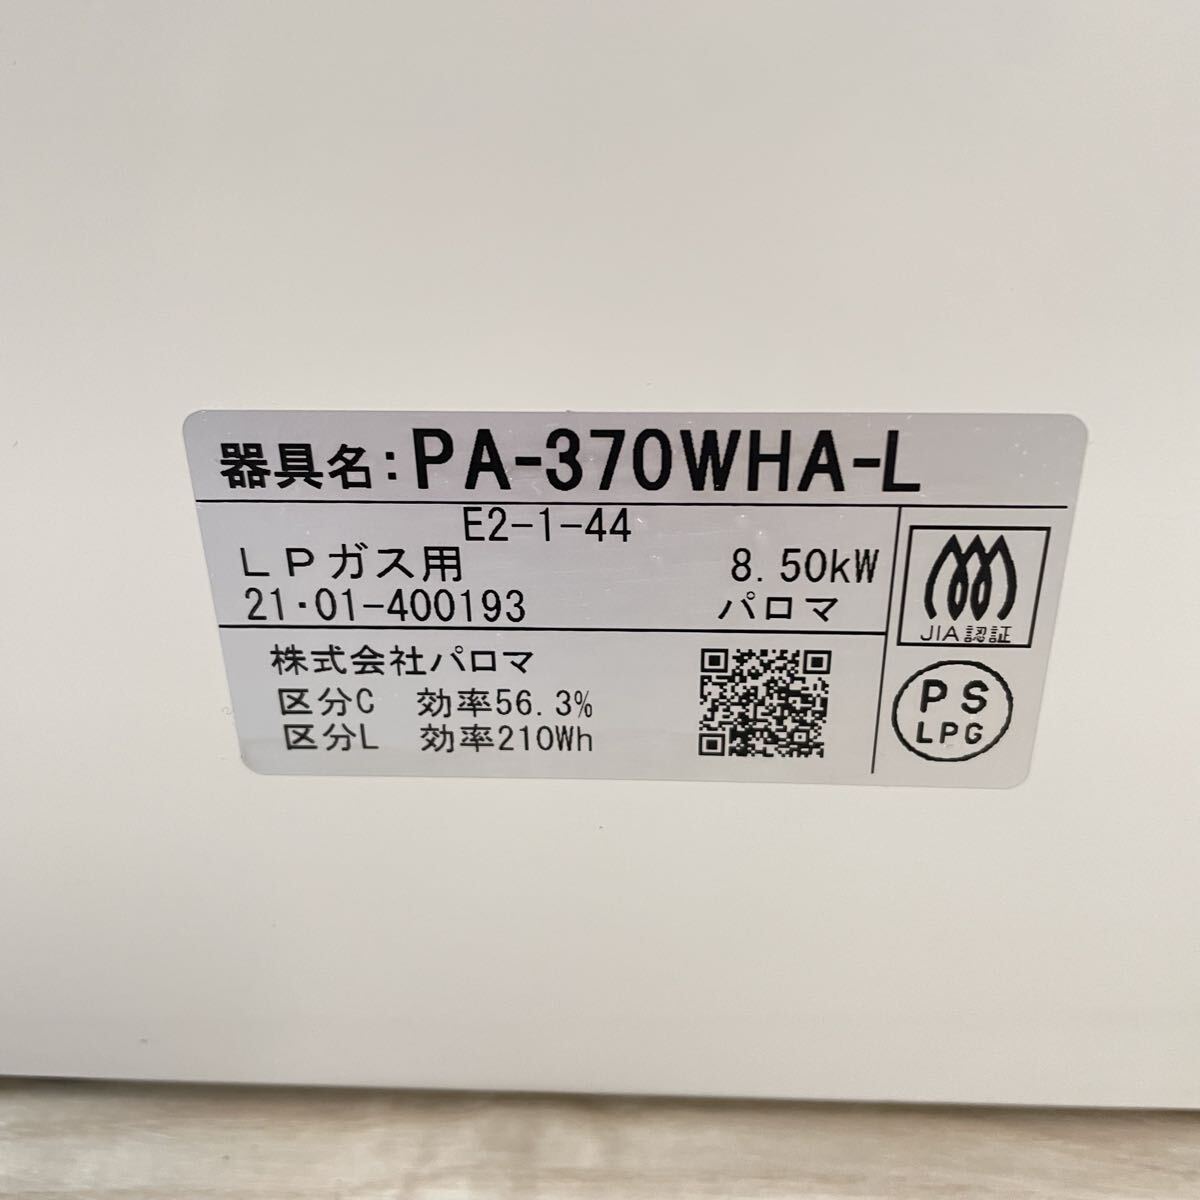 器具名：PA-370WHA-L
E2-1-44
LPガス用 8.50kW
21・01-400193 パロマ
JIA認証
株式会社パロマ
区分C 効率56.3%
区分L 効率210Wh
PS
LPG